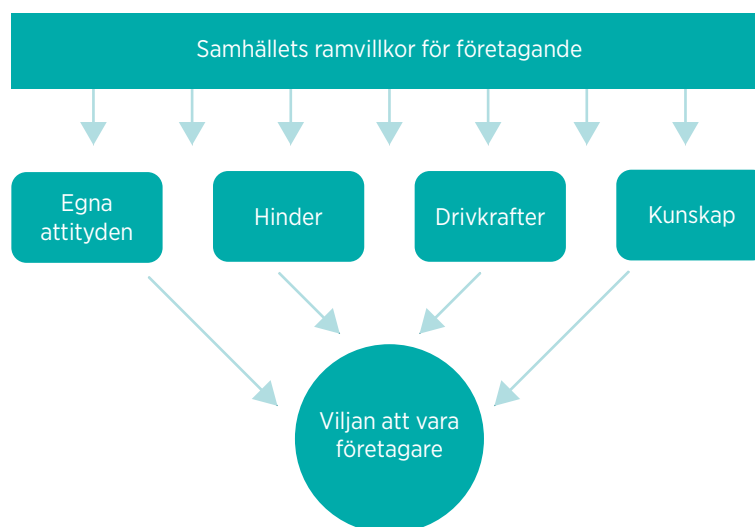 Samhällets ramvillkor för företagande
Egna
attityden
Hinder
Drivkrafter
Kunskap
Viljan att vara
företagare